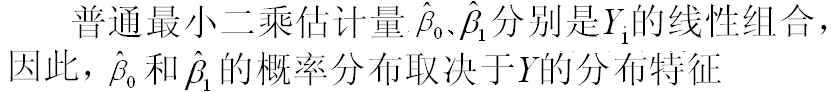 普通最小二乘估计量 β̂₀、β̂₁分别是Yᵢ的线性组合，
因此，β̂₀ 和 β̂₁ 的概率分布取决于Y的分布特征